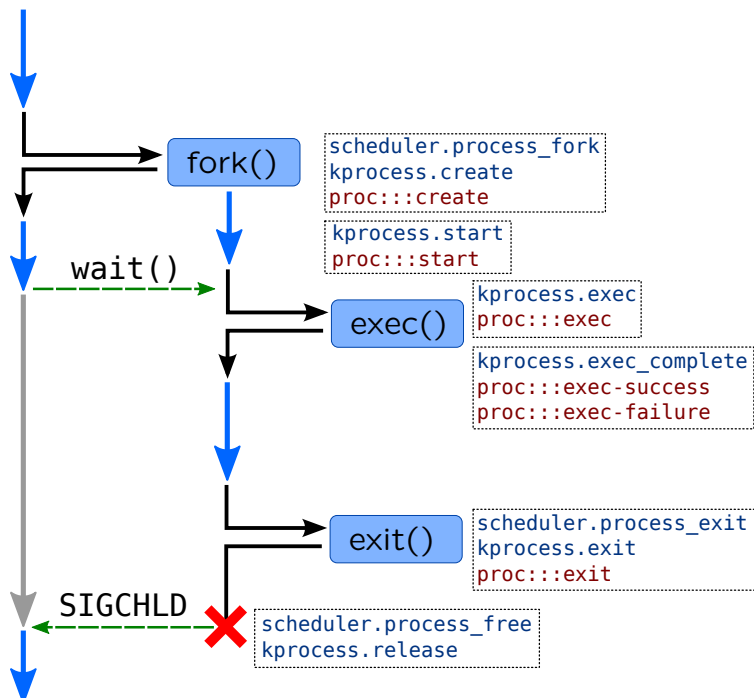 fork()
scheduler.process_fork
kprocess.create
proc:::create
kprocess.start
proc:::start
wait()
exec()
kprocess.exec
proc:::exec
kprocess.exec_complete
proc:::exec-success
proc:::exec-failure
exit()
scheduler.process_exit
kprocess.exit
proc:::exit
SIGCHLD
scheduler.process_free
kprocess.release